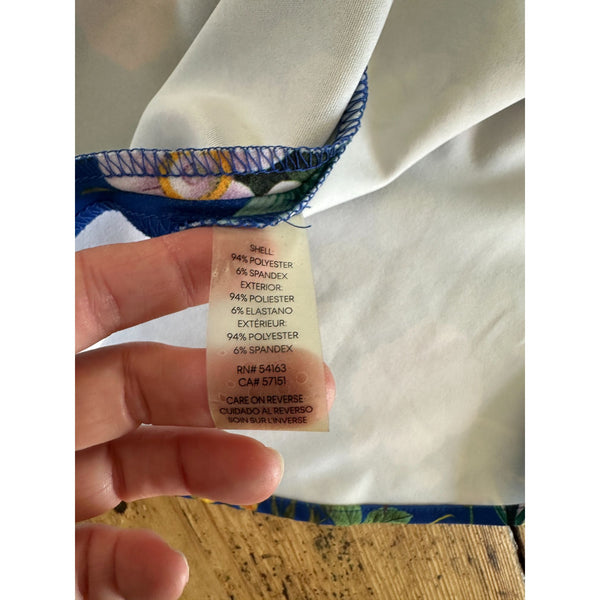 SHELL:
94% POLYESTER
6% SPANDEX
EXTERIOR:
94% POLIESTER
6% ELASTANO
EXTÉRIEUR:
94% POLYESTER
6% SPANDEX
RN# 54163
CA# 57151
CARE ON REVERSE
CUIDADO AL REVERSO
SOIN SUR L'INVERSE